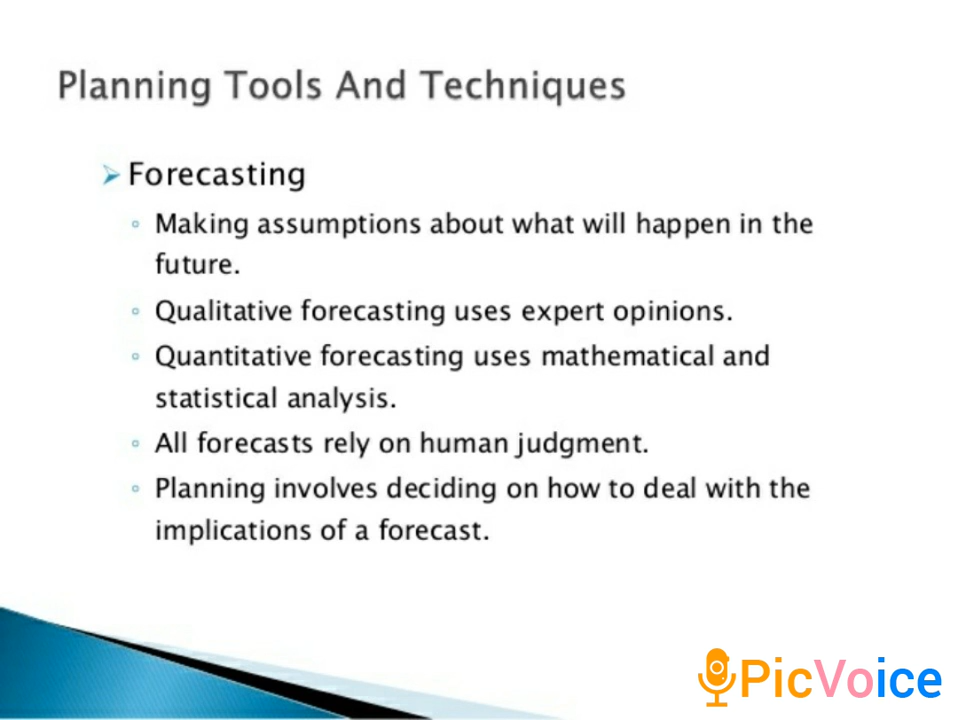 Planning Tools And Techniques
Forecasting
Making assumptions about what will happen in the
future.
Qualitative forecasting uses expert opinions.
Quantitative forecasting uses mathematical and
statistical analysis.
All forecasts rely on human judgment.
Planning involves deciding on how to deal with the
implications of a forecast.
PicVoice